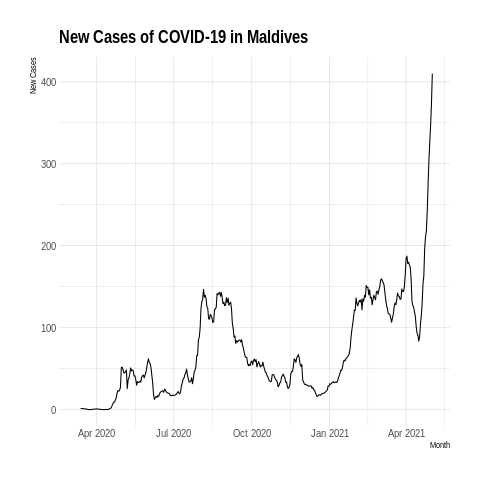 New Cases of COVID-19 in Maldives
New Cases
400
300
200
100
0
Apr 2020 Jul 2020 Oct 2020 Jan 2021 Apr 2021
Month